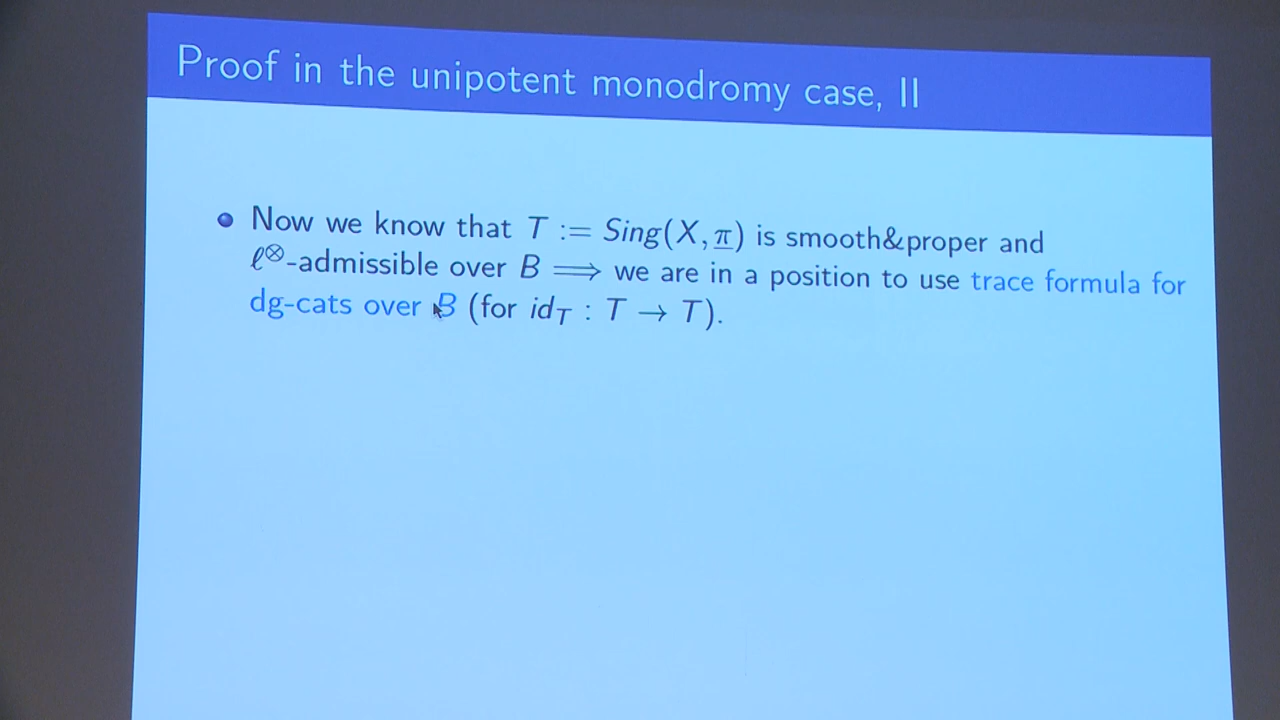 Proof in the unipotent monodromy case, II
Now we know that T := Sing(X, π) is smooth&proper and
ℓ⊗-admissible over B ⟹ we are in a position to use trace formula for
dg-cats over B (for id_T : T → T).